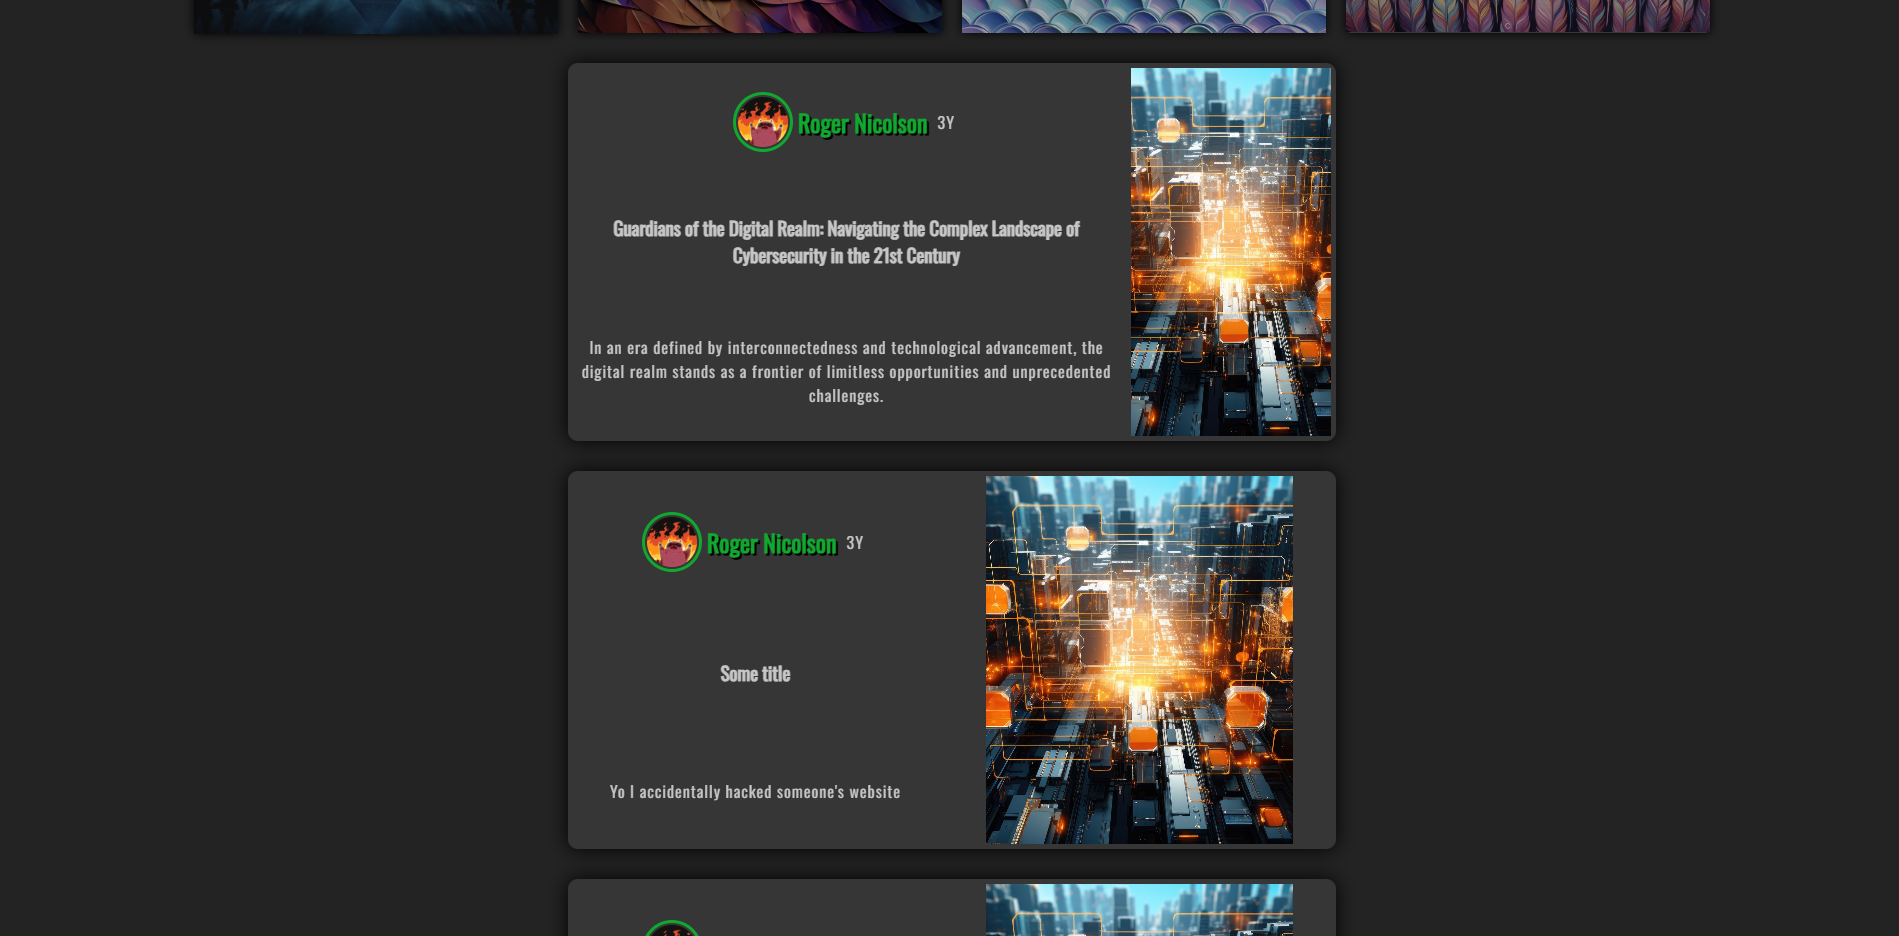 Roger Nicolson 3Y
Guardians of the Digital Realm: Navigating the Complex Landscape of
Cybersecurity in the 21st Century
In an era defined by interconnectedness and technological advancement, the
digital realm stands as a frontier of limitless opportunities and unprecedented
challenges.
Roger Nicolson 3Y
Some title
Yo I accidentally hacked someone's website